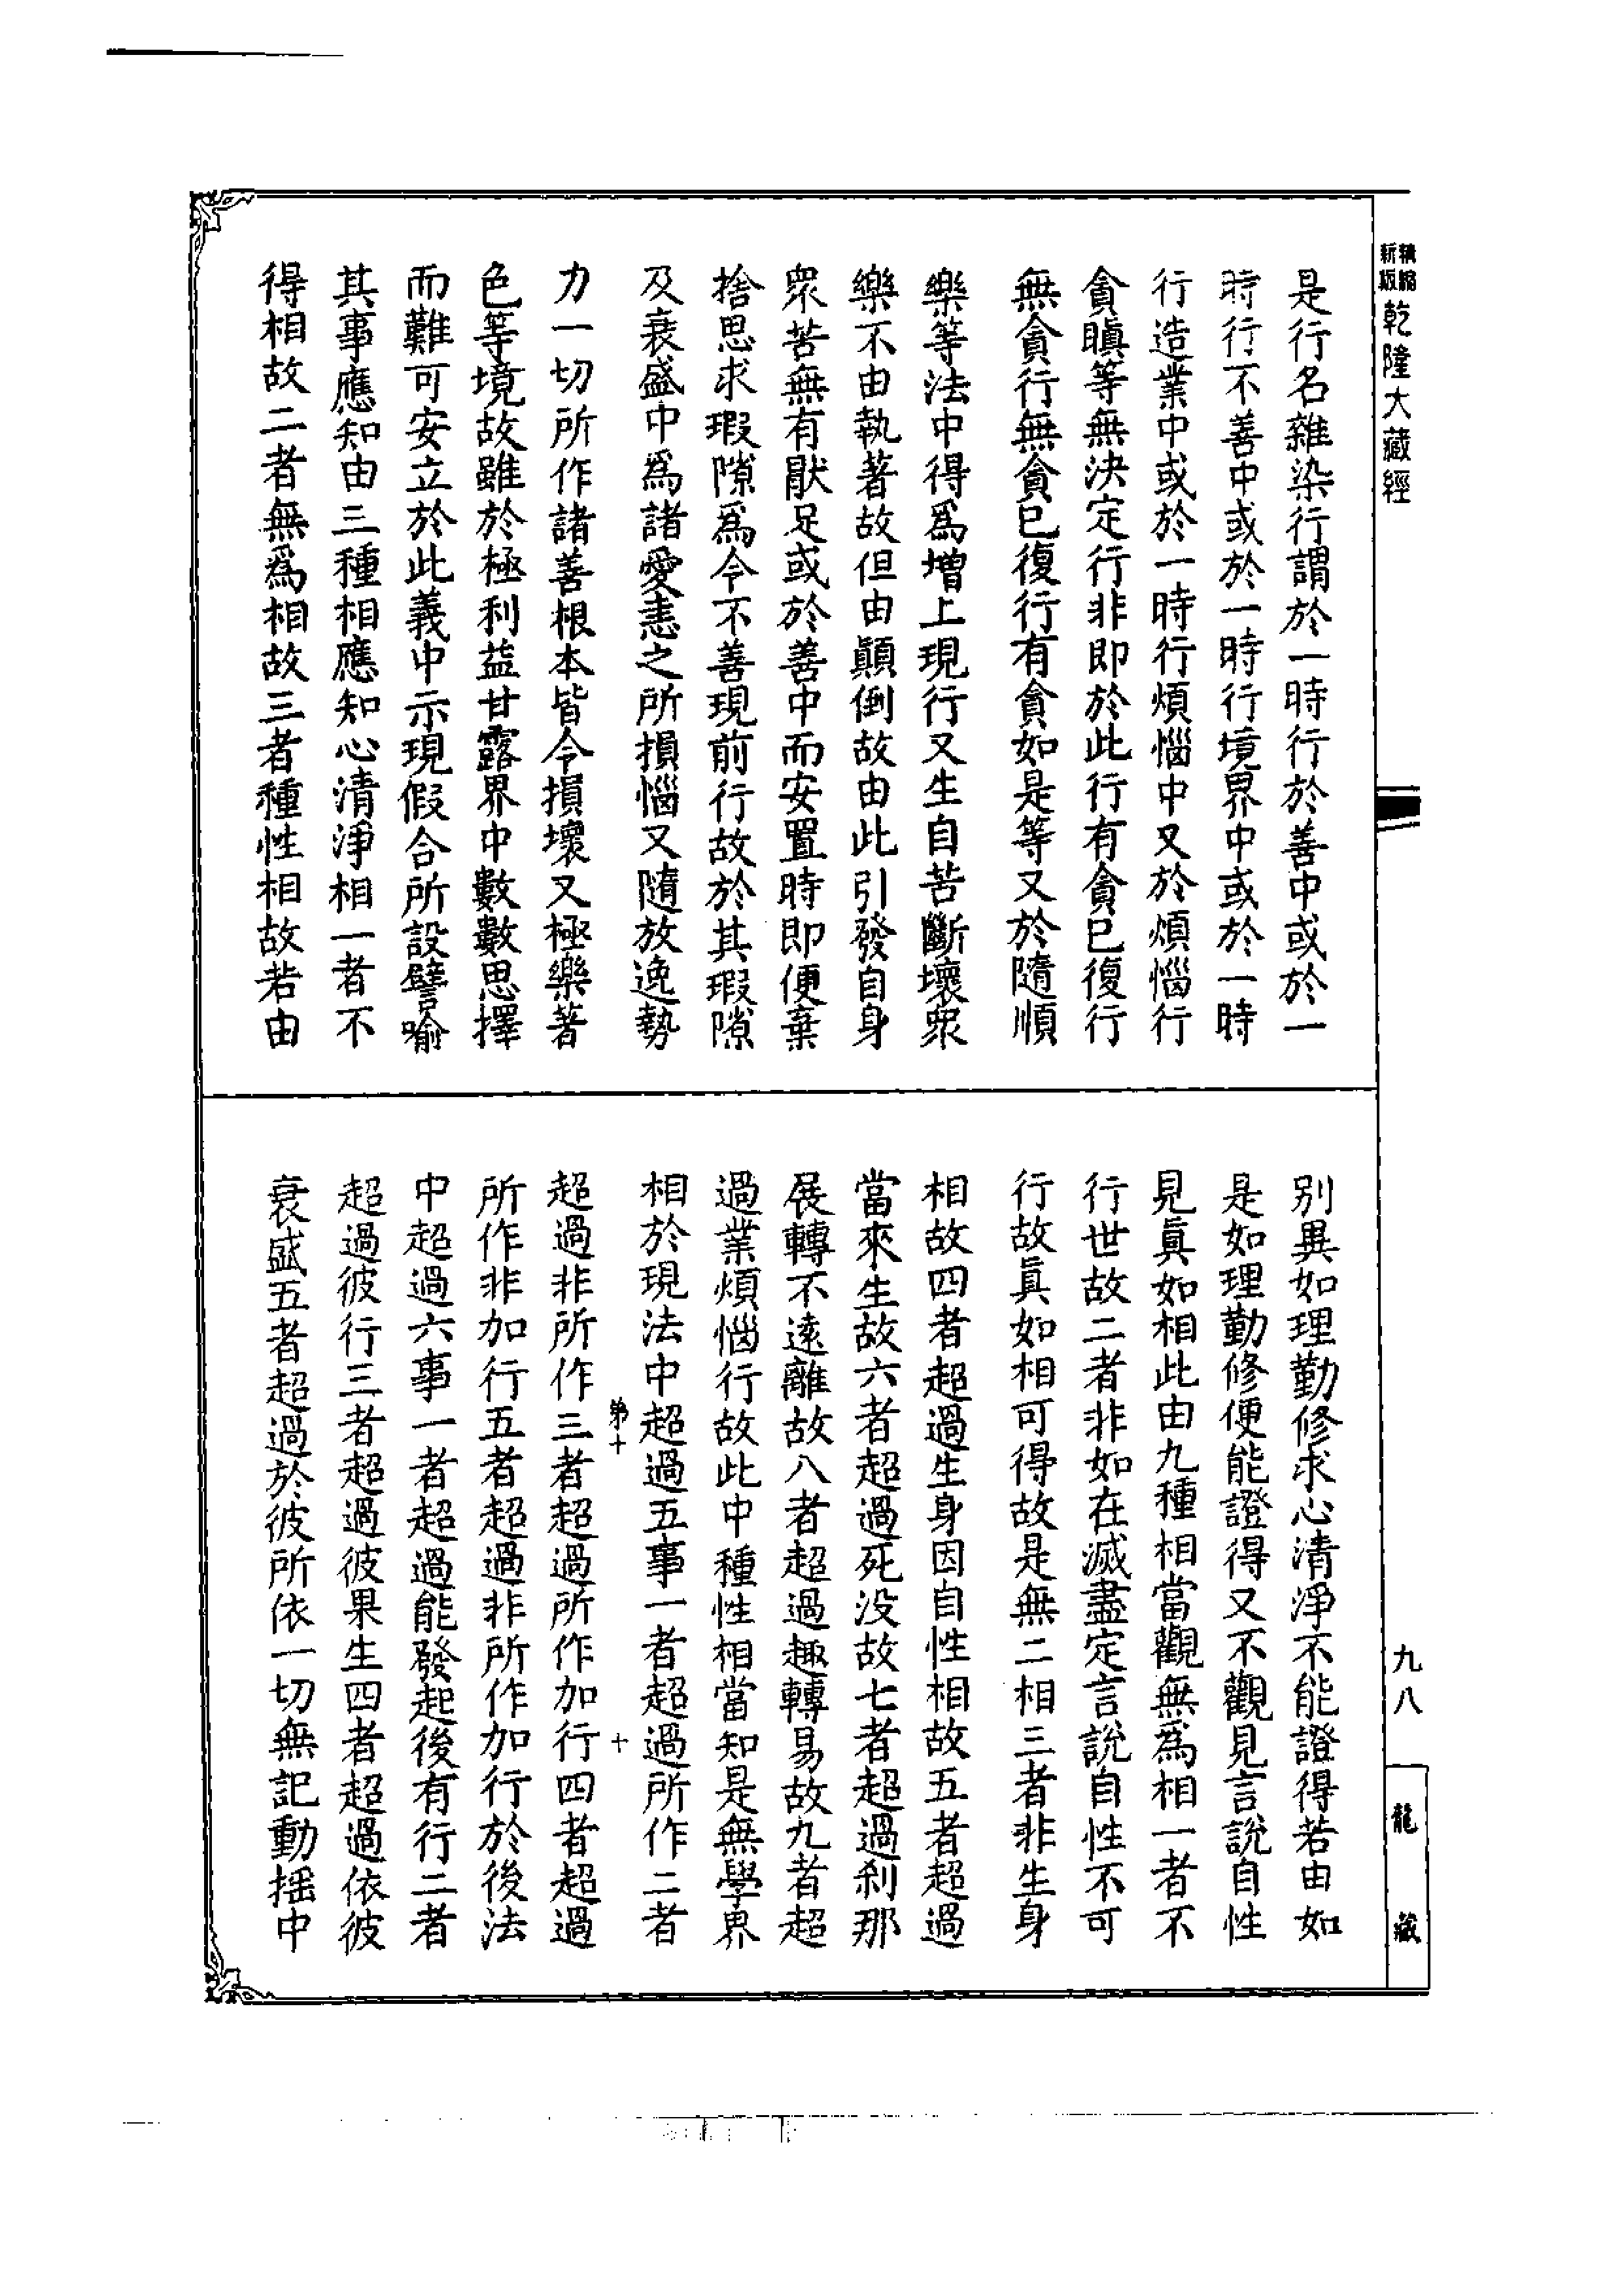 新版精縮乾隆大藏經
是行名雜染行謂於一時行於善中或於一
時行不善中或於一時行境界中或於一時
行造業中或於一時行煩惱中又於煩惱行
貪瞋等無決定行非即於此行有貪已復行
無貪行無貪已復行有貪如是等又於隨順
樂等法中得爲增上現行又生自苦斷壞眾
樂不由執著故但由顛倒故由此引發自身
眾苦無有猒足或於善中而安置時即便棄
捨思求瑕隙爲令不善現前行故於其瑕隙
及衰盛中爲諸愛恚之所損惱又隨放逸勢
力一切所作諸善根本皆令損壞又極樂著
色等境故雖於極利益甘露界中數數思擇
而難可安立於此義中示現假合所設譬喻
其事應知由三種相應知心清淨相一者不
得相故二者無爲相故三者種性相故若由
別異如理勤修求心清淨不能證得若由如
是如理勤修便能證得又不觀見言說自性
見眞如相此由九種相當觀無爲相一者不
行世故二者非如在滅盡定言說自性不可
行故眞如相可得故是無二相三者非生身
相故四者超過生身因自性相故五者超過
當來生故六者超過死没故七者超過刹那
展轉不遠離故八者超過趣轉易故九者超
過業煩惱行故此中種性相當知是無學界
相於現法中超過五事一者超過所作二者
第十 十
超過非所作三者超過所作加行四者超過
所作非加行五者超過非所作加行於後法
中超過六事一者超過能發起後有行二者
超過彼行三者超過彼果生四者超過依彼
衰盛五者超過於彼所依一切無記動搖中
九八
龍藏